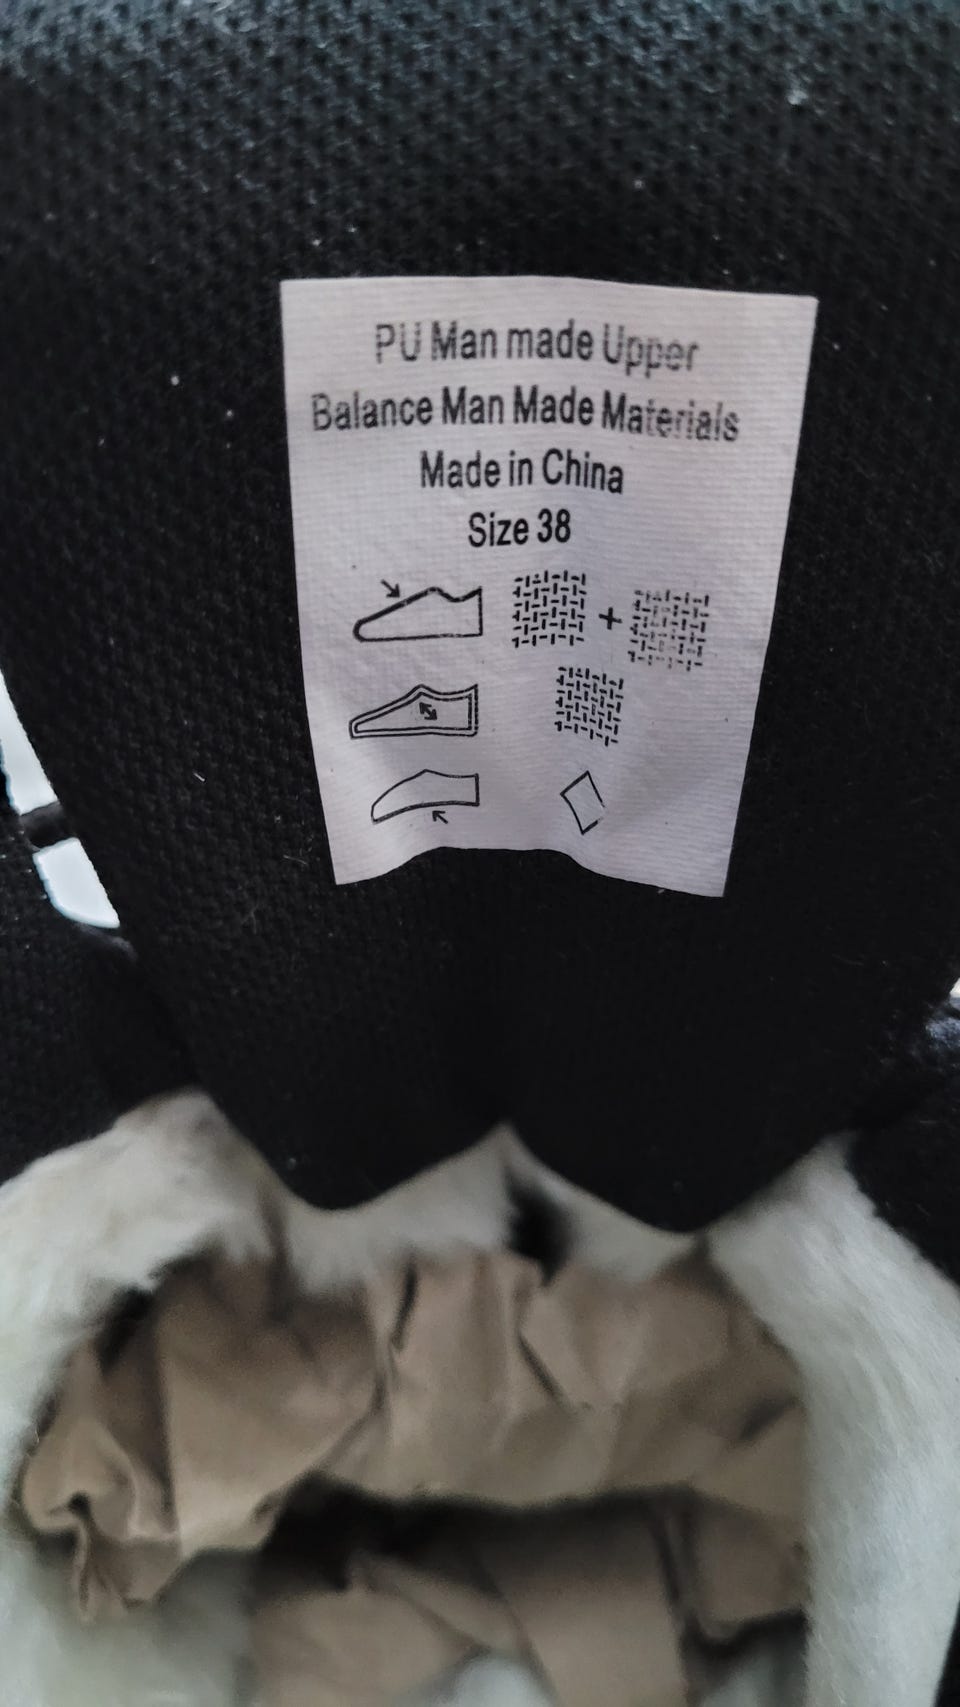 PU Man made Upper
Balance Man Made Materials
Made in China
Size 38
+